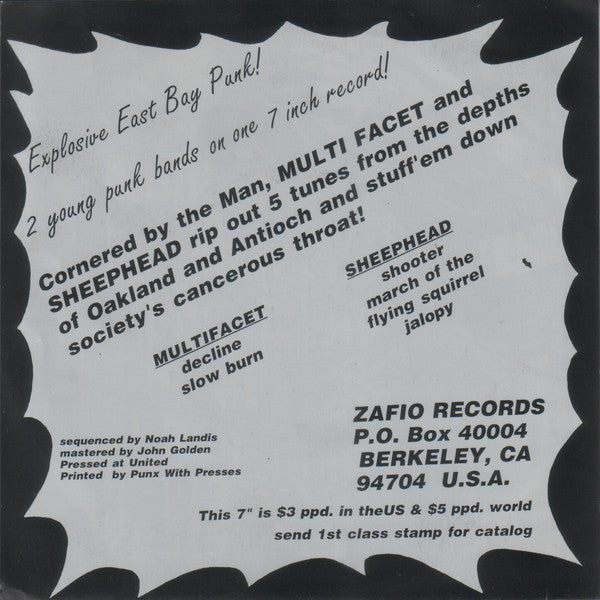 Explosive East Bay Punk!
2 young punk bands on one 7 inch record!
Cornered by the Man, MULTI FACET and
SHEEPHEAD rip out 5 tunes from the depths
of Oakland and Antioch and stuff'em down
society's cancerous throat!
MULTIFACET
decline
slow burn
SHEEPHEAD
shooter
march of the
flying squirrel
jalopy
sequenced by Noah Landis
mastered by John Golden
Pressed at United
Printed by Punx With Presses
ZAFIO RECORDS
P.O. Box 40004
BERKELEY, CA
94704 U.S.A.
This 7" is $3 ppd. in theUS & $5 ppd. world
send 1st class stamp for catalog